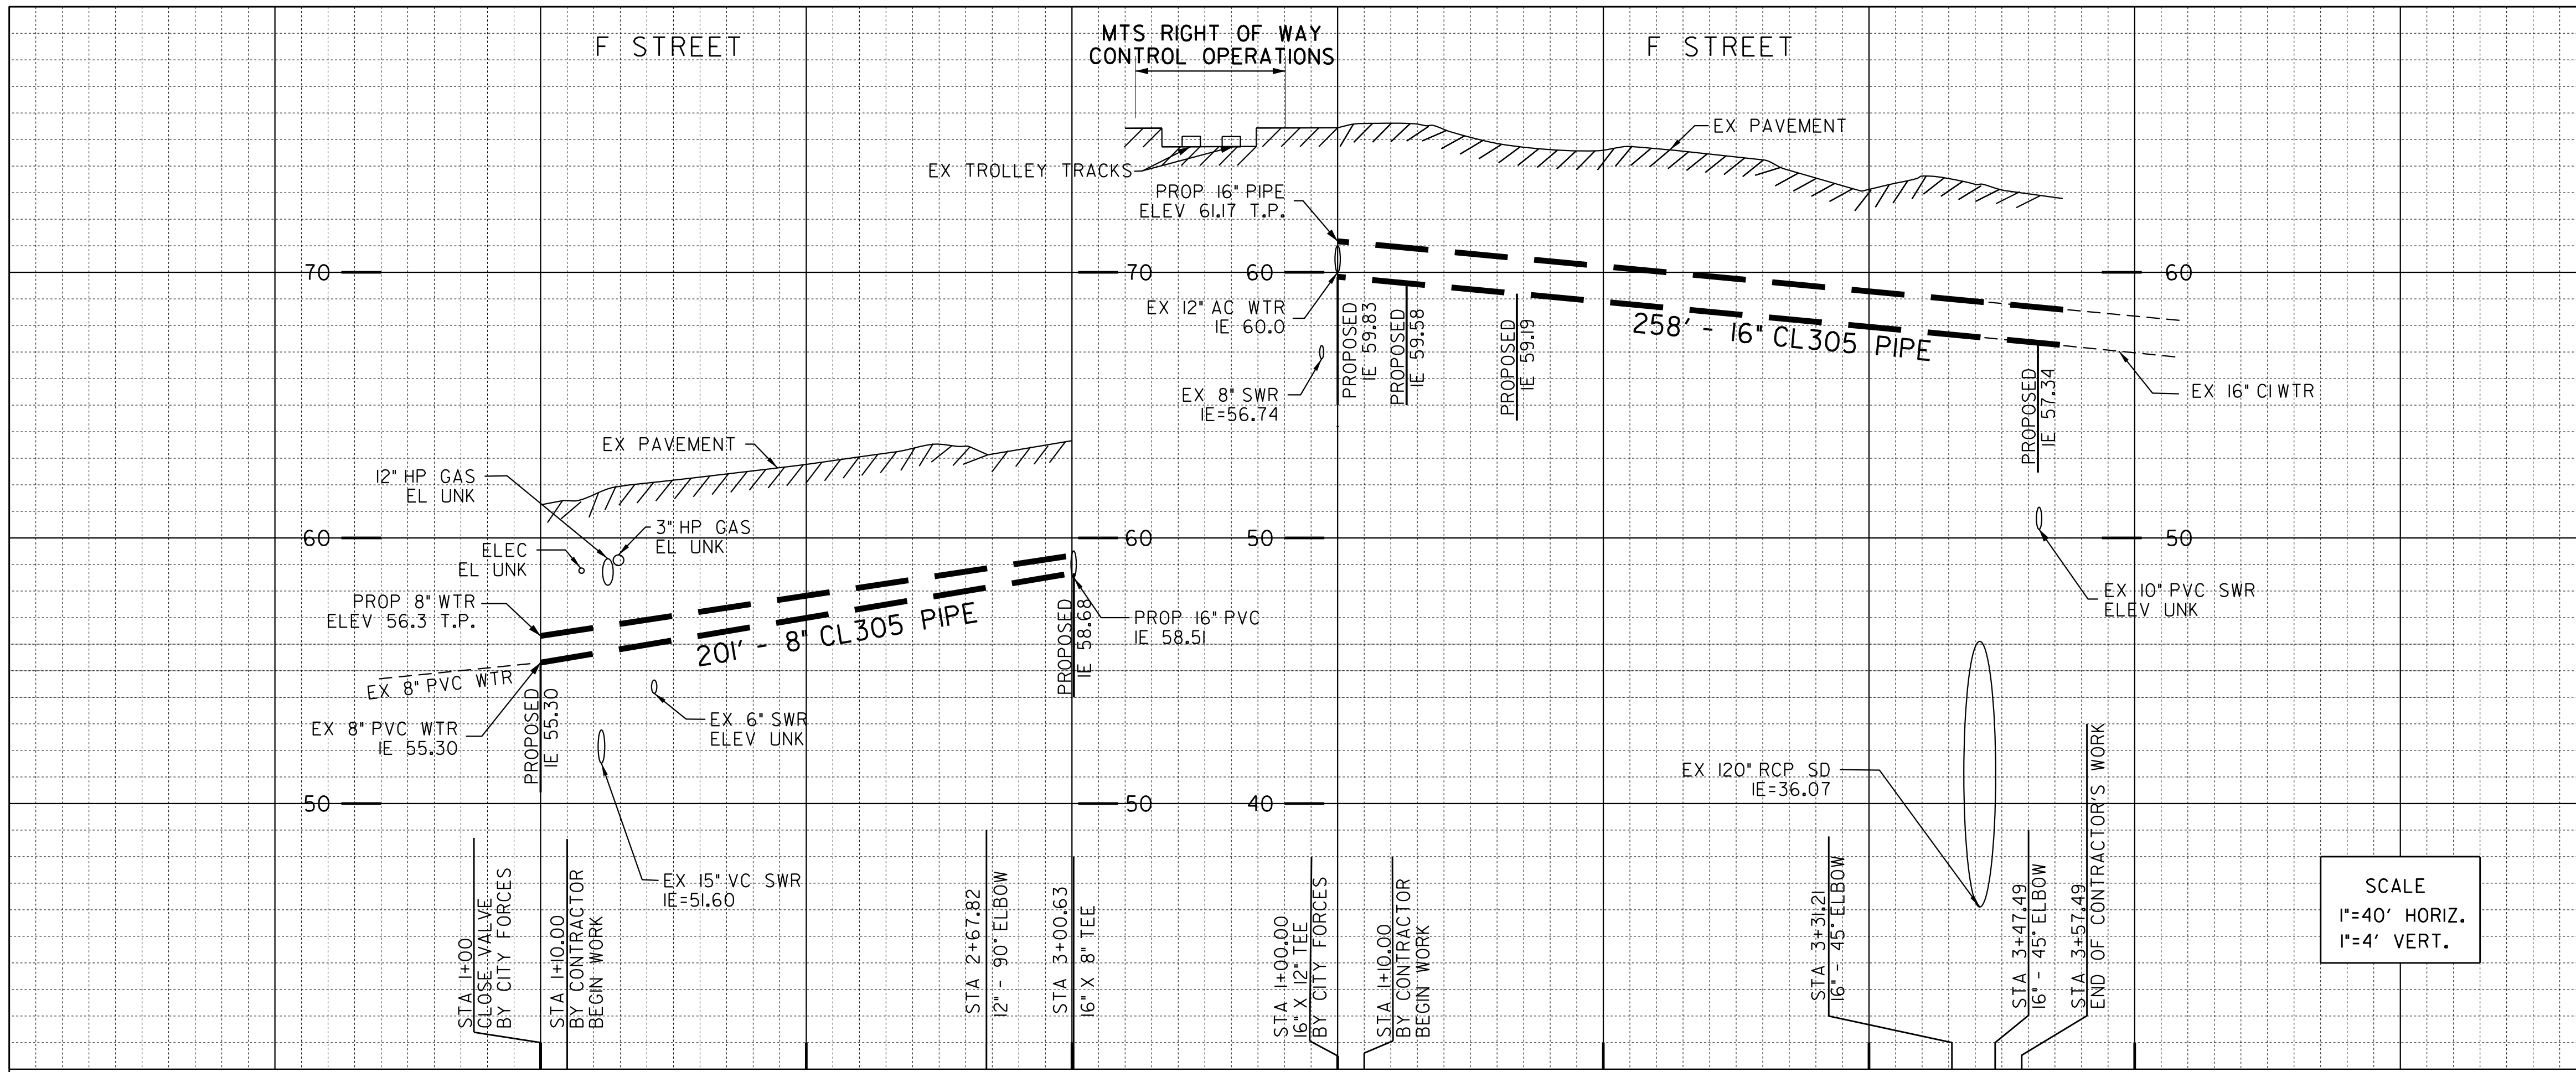 F STREET
MTS RIGHT OF WAY
CONTROL OPERATIONS
F STREET
EX PAVEMENT
EX TROLLEY TRACKS
PROP 16" PIPE
ELEV 61.17 T.P.
70
70
60
60
EX 12" AC WTR
IE 60.0
PROPOSED
IE 59.83
PROPOSED
IE 59.58
PROPOSED
IE 59.19
258' - 16" CL305 PIPE
EX 8" SWR
IE=56.74
PROPOSED
IE 57.34
EX 16" CI WTR
EX PAVEMENT
12" HP GAS
EL UNK
3" HP GAS
EL UNK
60
60
50
50
ELEC
EL UNK
PROP 8" WTR
ELEV 56.3 T.P.
201' - 8" CL305 PIPE
PROPOSED
IE 58.68
PROP 16" PVC
IE 58.51
EX 10" PVC SWR
ELEV UNK
EX 8" PVC WTR
EX 8" PVC WTR
IE 55.30
PROPOSED
IE 55.30
EX 6" SWR
ELEV UNK
EX 120" RCP SD
IE=36.07
50
50
40
EX 15" VC SWR
IE=51.60
STA 1+00
CLOSE VALVE
BY CITY FORCES
STA 1+10.00
BY CONTRACTOR
BEGIN WORK
STA 2+67.82
12" - 90° ELBOW
STA 3+00.63
16" X 8" TEE
STA 1+00.00
16" X 12" TEE
BY CITY FORCES
STA 1+10.00
BY CONTRACTOR
BEGIN WORK
STA 3+31.21
16" - 45° ELBOW
STA 3+47.49
16" - 45° ELBOW
STA 3+57.49
END OF CONTRACTOR'S WORK
SCALE
1"=40' HORIZ.
1"=4' VERT.